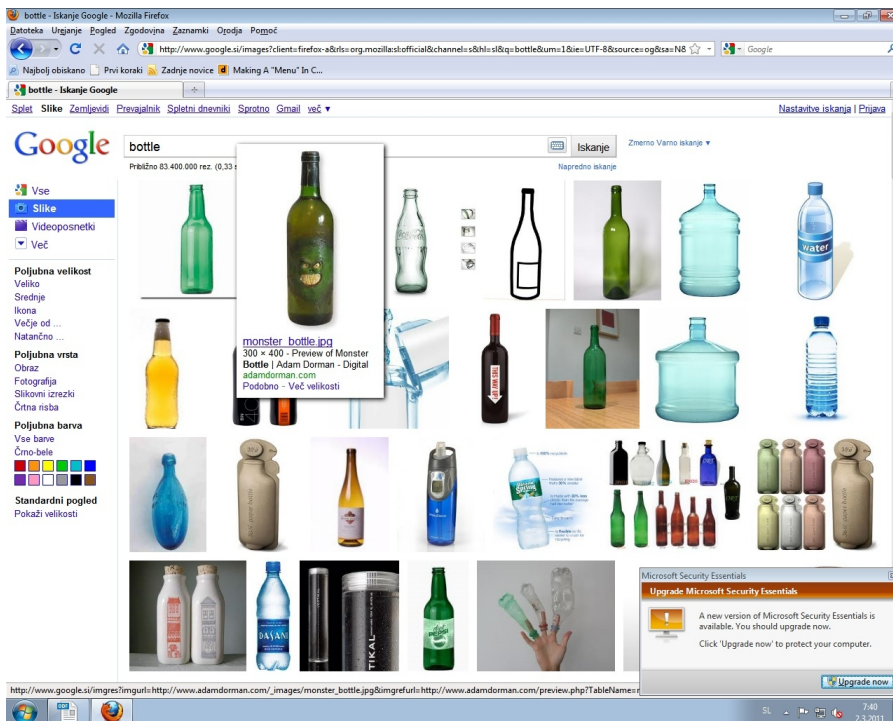 bottle - Iskanje Google - Mozilla Firefox
Datoteka Urejanje Pogled Zgodovina Zaznamki Orodja Pomoč
http://www.google.si/images?client=firefox-a&rls=org.mozilla:sl:official&channel=s&hl=sl&q=bottle&um=1&ie=UTF-8&source=og&sa=N&
Google
Najbolj obiskano Prvi koraki Zadnje novice Making A "Menu" In C...
bottle - Iskanje Google
Splet Slike Zemljevidi Prevajalnik Spletni dnevniki Sprotno Gmail več ▼
Nastavitve iskanja | Prijava
Google
bottle
Iskanje
Zmerno Varno iskanje ▼
Približno 83.400.000 rez. (0,33
Napredno iskanje
Vse
Slike
Videoposnetki
Več
Poljubna velikost
Veliko
Srednje
Ikona
Večje od ...
Natančno ...
Poljubna vrsta
Obraz
Fotografija
Slikovni izrezki
Črtna risba
Poljubna barva
Vse barve
Črno-bele
Standardni pogled
Pokaži velikosti
monster_bottle.jpg
300 × 400 - Preview of Monster
Bottle | Adam Dorman - Digital
adamdorman.com
Podobno - Več velikosti
Coca-Cola
water
THIS WAY UP!
DASANI
TIKAL
Microsoft Security Essentials
Upgrade Microsoft Security Essentials
A new version of Microsoft Security Essentials is
available. You should upgrade now.
Click 'Upgrade now' to protect your computer.
Upgrade now
http://www.google.si/imgres?imgurl=http://www.adamdorman.com/_images/monster_bottle.jpg&imgrefurl=http://www.adamdorman.com/preview.php?TableName=
SL
7:40
2.3.2011